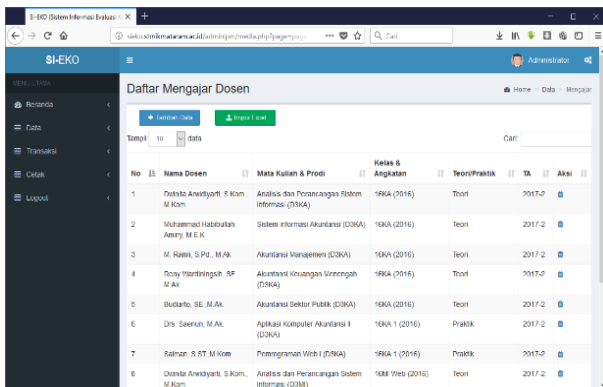 SI-EKO (Sistem Informasi Evaluasi K
sieko.stmikmataram.ac.id/adminlpm/media.php?page=page
Cari
SI-EKO
Administrator
MENU UTAMA
Beranda
Data
Transaksi
Cetak
Logout
Daftar Mengajar Dosen
Home Data Mengajar
Tambah Data
Import Excel
Tampil 10 data
Cari:
No Nama Dosen Mata Kuliah & Prodi Kelas & Angkatan Teori/Praktik TA Aksi
1 Dwinita Arwidiyarti, S.Kom., M.Kom Analisis dan Perancangan Sistem Informasi (D3KA) 16KA (2016) Teori 2017-2
2 Muhammad Habibullah Aminy, M.E.K Sistem informasi Akuntansi (D3KA) 16KA (2016) Teori 2017-2
3 M. Ramli, S.Pd., M.Ak Akuntansi Manajemen (D3KA) 16KA (2016) Teori 2017-2
4 Rony Wardiningsih, SE., M.Ak Akuntansi Keuangan Menengah (D3KA) 16KA (2016) Teori 2017-2
5 Budiarto, SE.,M.Ak. Akuntansi Sektor Publik (D3KA) 16KA (2016) Teori 2017-2
6 Drs. Saenun, M.Ak. Aplikasi Komputer Akuntansi II (D3KA) 16KA 1 (2016) Praktik 2017-2
7 Salman, S.ST.,M.Kom Pemrograman Web I (D3KA) 16KA 1 (2016) Praktik 2017-2
8 Dwinita Arwidiyarti, S.Kom., M.Kom Analisis dan Perancangan Sistem Informasi (D3MI) 16MI Web (2016) Teori 2017-2